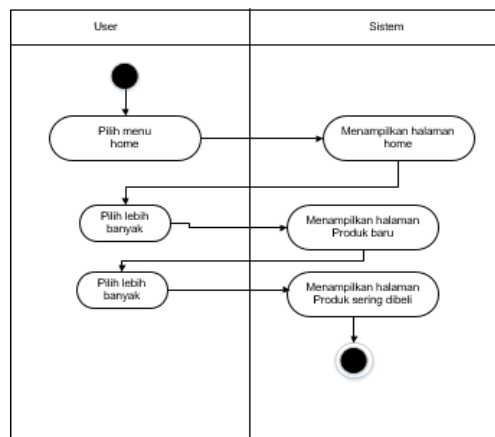 User
Sistem
Pilih menu
home
Menampilkan halaman
home
Pilih lebih
banyak
Menampilkan halaman
Produk baru
Pilih lebih
banyak
Menampilkan halaman
Produk sering dibeli